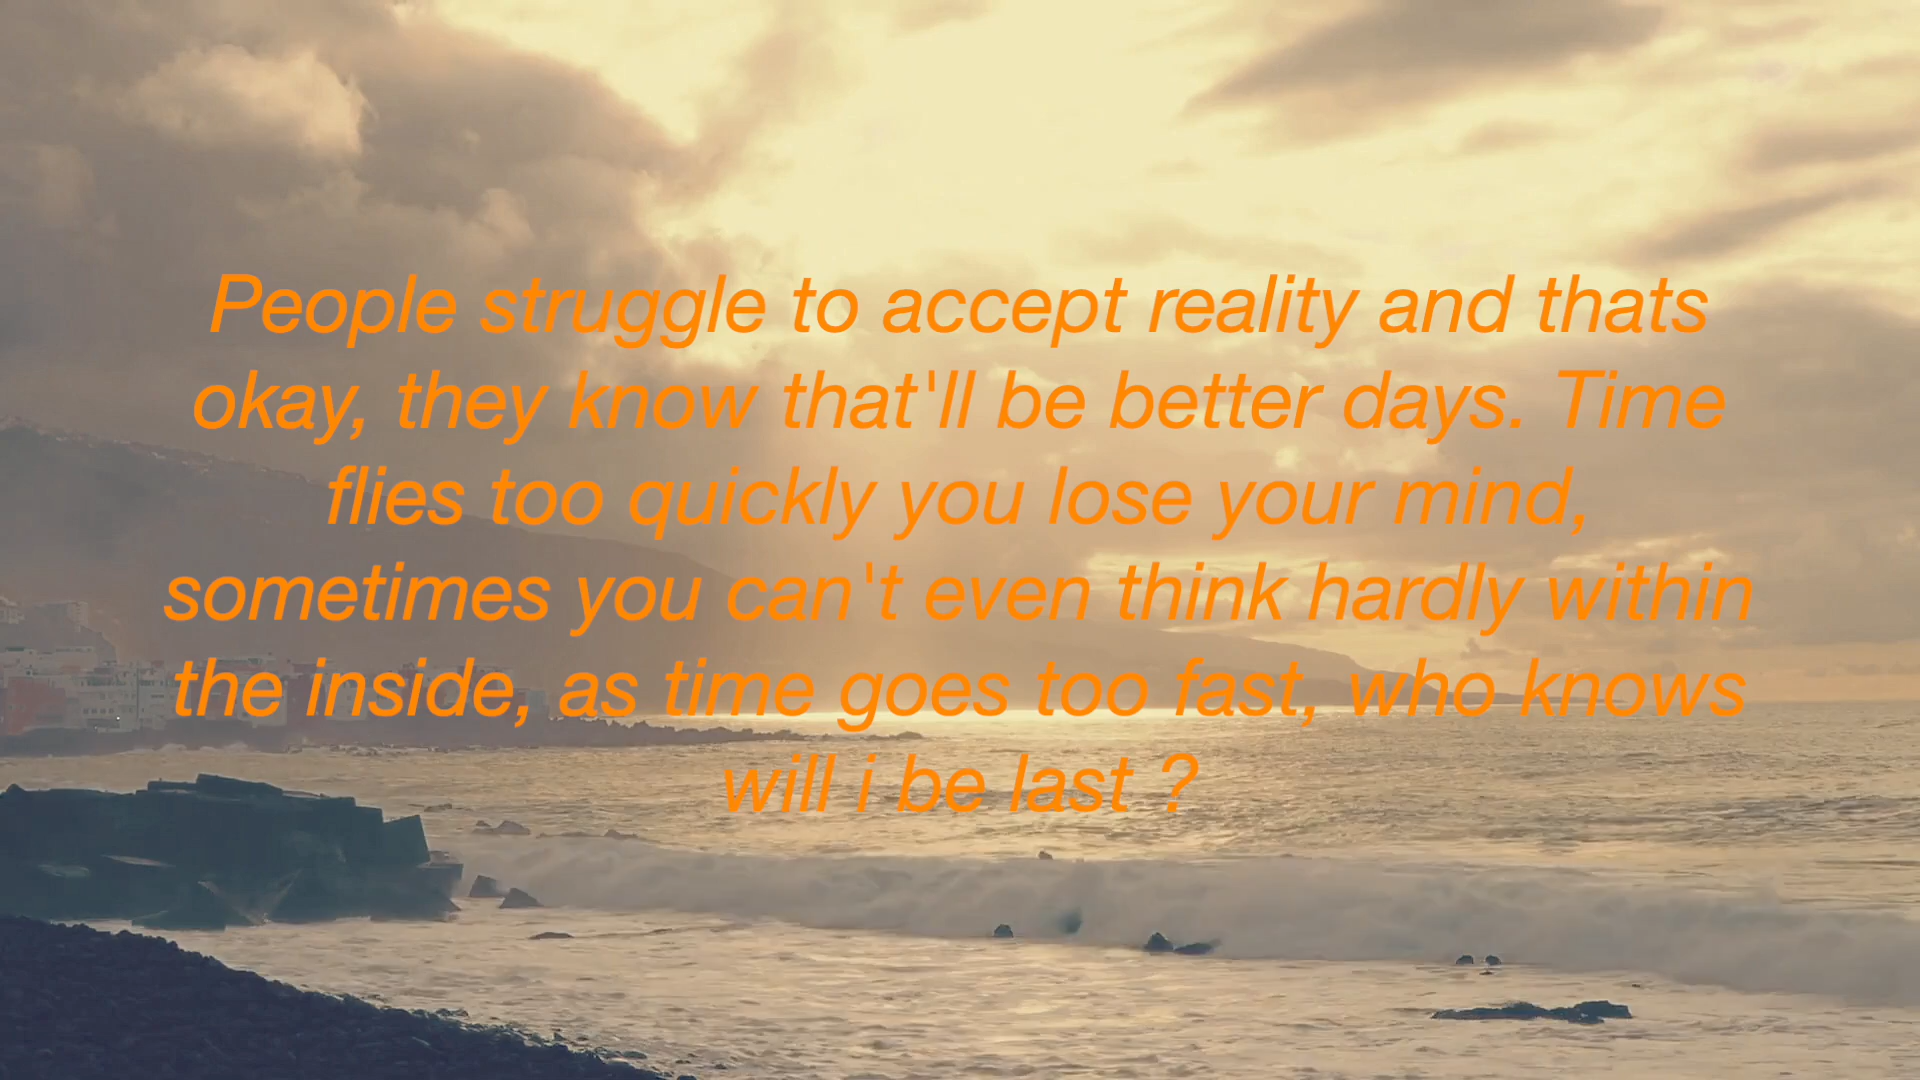 People struggle to accept reality and thats
okay, they know that'll be better days. Time
flies too quickly you lose your mind,
sometimes you can't even think hardly within
the inside, as time goes too fast, who knows
will i be last ?